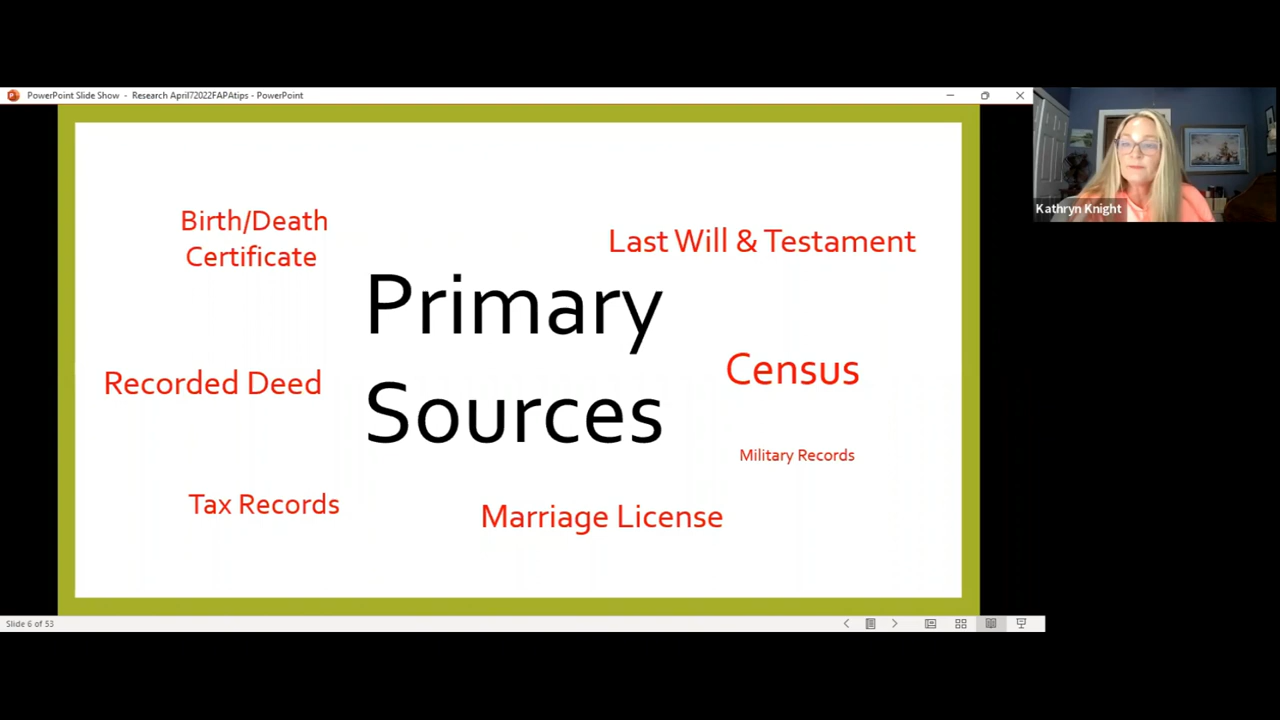 PowerPoint Slide Show - Research April72022FAPAtips - PowerPoint
Kathryn Knight
Birth/Death
Certificate
Last Will & Testament
Primary
Sources
Recorded Deed
Census
Military Records
Tax Records
Marriage License
Slide 6 of 53